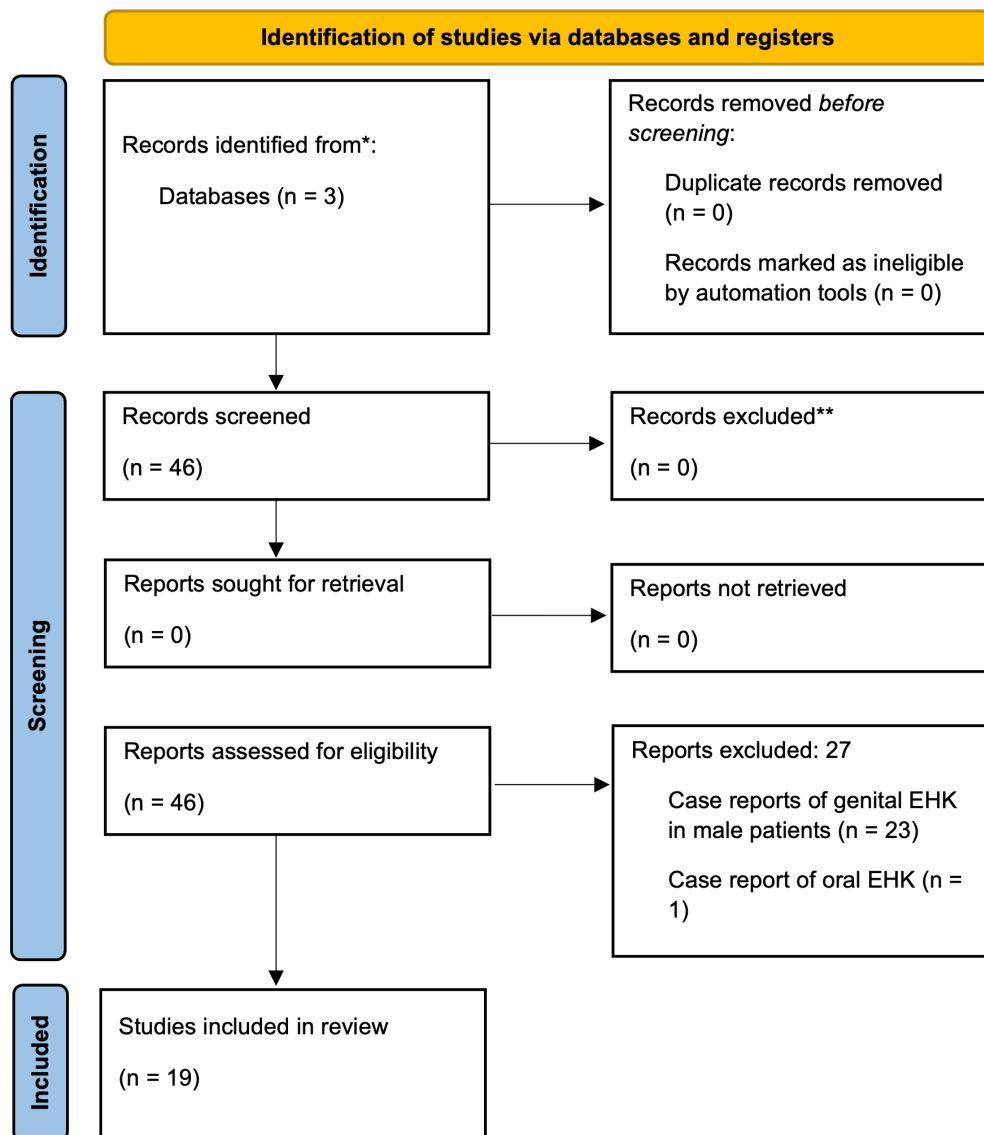 Identification of studies via databases and registers
Identification
Records identified from*:
Databases (n = 3)
Records removed before
screening:
Duplicate records removed
(n = 0)
Records marked as ineligible
by automation tools (n = 0)
Screening
Records screened
(n = 46)
Records excluded**
(n = 0)
Reports sought for retrieval
(n = 0)
Reports not retrieved
(n = 0)
Reports assessed for eligibility
(n = 46)
Reports excluded: 27
Case reports of genital EHK
in male patients (n = 23)
Case report of oral EHK (n =
1)
Included
Studies included in review
(n = 19)